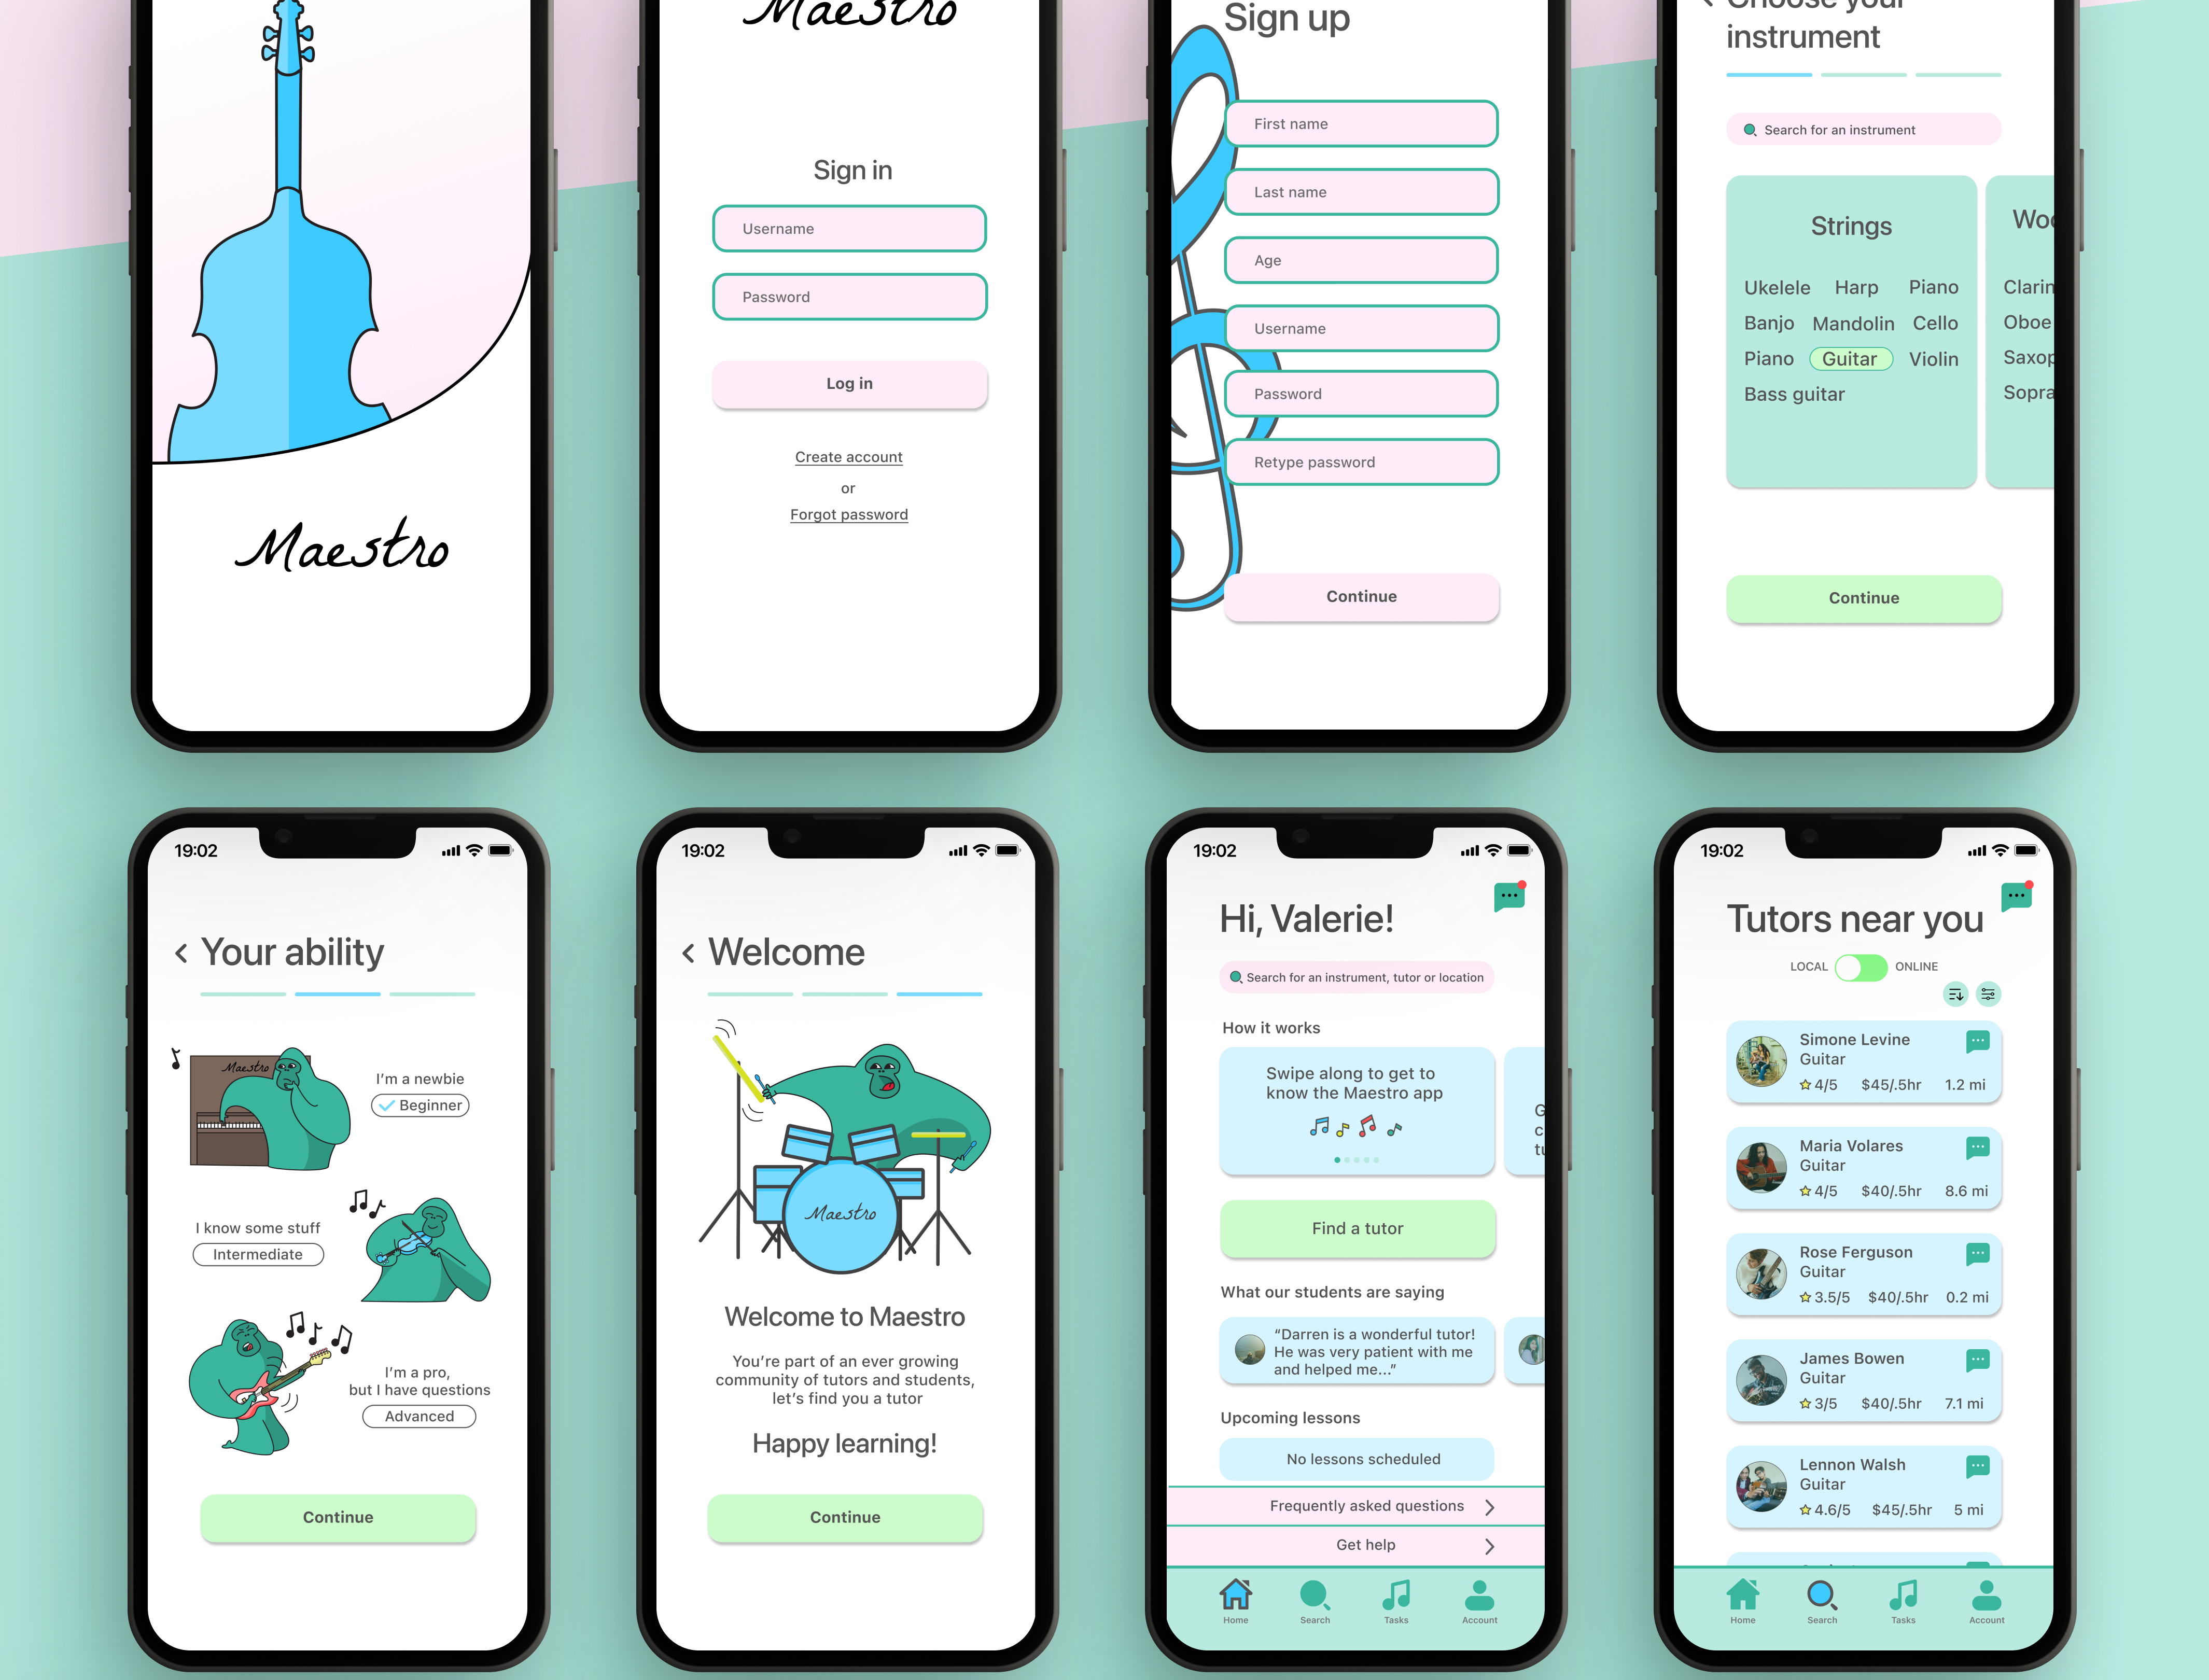 Maestro
Maestro
Sign in
Username
Password
Log in
Create account
or
Forgot password
Sign up
First name
Last name
Age
Username
Password
Retype password
Continue
Choose your
instrument
Search for an instrument
Strings
Ukelele Harp Piano
Banjo Mandolin Cello
Piano Guitar Violin
Bass guitar
Woo
Clarin
Oboe
Saxop
Sopra
Continue
19:02
Your ability
Maestro
I'm a newbie
Beginner
I know some stuff
Intermediate
I'm a pro,
but I have questions
Advanced
Continue
19:02
Welcome
Maestro
Welcome to Maestro
You're part of an ever growing
community of tutors and students,
let's find you a tutor
Happy learning!
Continue
19:02
Hi, Valerie!
Search for an instrument, tutor or location
How it works
Swipe along to get to
know the Maestro app
G
c
tu
Find a tutor
What our students are saying
“Darren is a wonderful tutor!
He was very patient with me
and helped me...”
Upcoming lessons
No lessons scheduled
Frequently asked questions
Get help
Home Search Tasks Account
19:02
Tutors near you
LOCAL ONLINE
Simone Levine
Guitar
4/5 $45/.5hr 1.2 mi
Maria Volares
Guitar
4/5 $40/.5hr 8.6 mi
Rose Ferguson
Guitar
3.5/5 $40/.5hr 0.2 mi
James Bowen
Guitar
3/5 $40/.5hr 7.1 mi
Lennon Walsh
Guitar
4.6/5 $45/.5hr 5 mi
Home Search Tasks Account